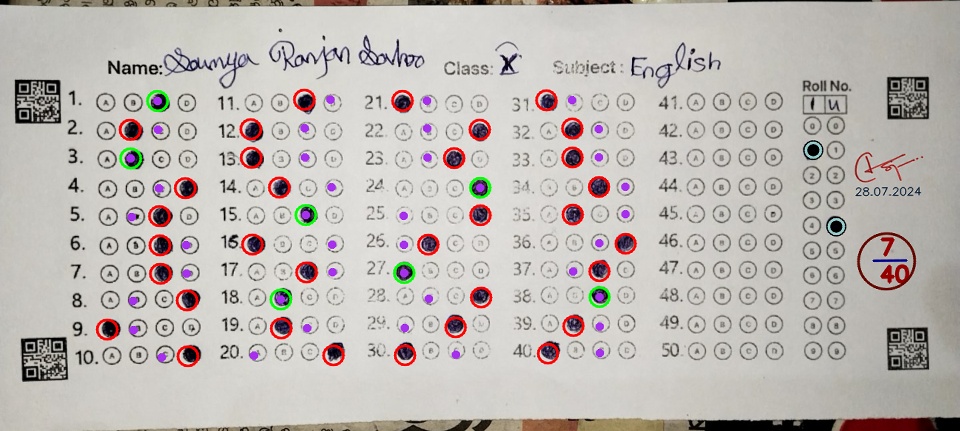 Name: Soumya Ranjan Sahoo Class: X Subject: English
Roll No.
1 4
1. A B D 11. A B 21. C D 31. C D 41. A B C D
2. A D 12. B D 22. A C 32. A D 42. A B C D
3. A C D 13. B D 23. A D 33. A D 43. A B C D
4. A B 14. A C 24. A B C 34. A B 44. A B C D
5. A D 15. A B D 25. B C 35. A C 45. A B C D
6. A B 16. B C 26. C D 36. A B 46. A B C D
7. A B 17. A B 27. B C D 37. A D 47. A B C D
8. A C 18. A C D 28. A C 38. A B D 48. A B C D
9. C D 19. A D 29. B D 39. A D 49. A B C D
10. A B 20. B C 30. B D 40. B D 50. A B C D
0 0
1
2 2
3 3
4
5 5
6 6
7 7
8 8
9 9
28.07.2024
7
40